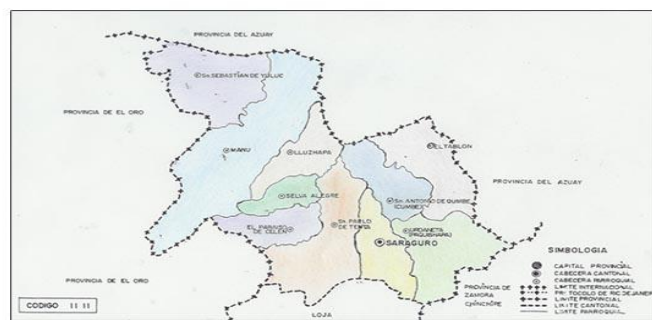 PROVINCIA DEL AZUAY
Sn. SEBASTIAN DE YULUC
PROVINCIA DE EL ORO
MANU
LLUZHAPA
EL TABLON
PROVINCIA DEL AZUAY
SELVA ALEGRE
Sn. ANTONIO DE QUMBE
(CUMBE)
EL PARAISO
DE CELEN
Sn. PABLO
DE TENTA
URDANETA
(PAQUISHAPA)
SARAGURO
PROVINCIA DE EL ORO
PROVINCIA DE
ZAMORA
CHINCHIPE
LOJA
CODIGO 11 11
SIMBOLOGIA
CAPITAL PROVINCIAL
CABECERA CANTONAL
CABECERA PARROQUIAL
LIMITE INTERNACIONAL
PROTOCOLO DE RIO JANEIRO
LIMITE PROVINCIAL
LIMITE CANTONAL
LIMITE PARROQUIAL